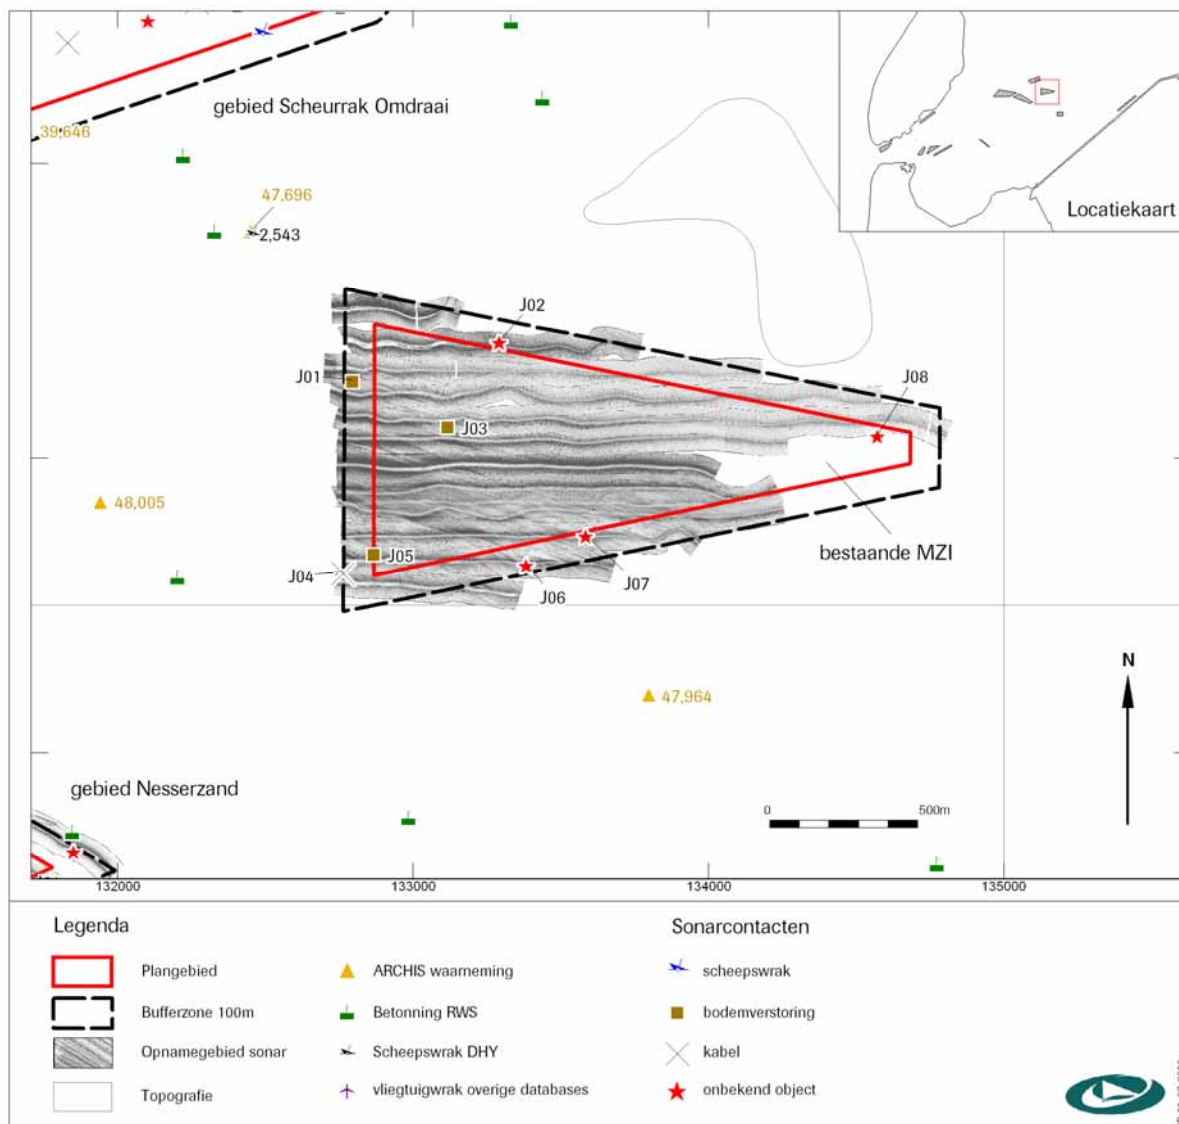 gebied Scheurrak Omdraai
39,646
47,696
2,543
Locatiekaart
J02
J01
J08
J03
48,005
bestaande MZI
J05
J04
J07
J06
N
47,964
gebied Nesserzand
0
500m
132000
133000
134000
135000
Legenda
Sonarcontacten
Plangebied
ARCHIS waarneming
scheepswrak
Bufferzone 100m
Betonning RWS
bodemverstoring
Opnamegebied sonar
Scheepswrak DHY
kabel
Topografie
vliegtuigwrak overige databases
onbekend object